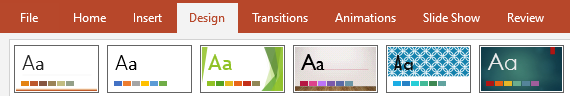 File Home Insert Design Transitions Animations Slide Show Review
Aa Aa Aa Aa Aa Aa